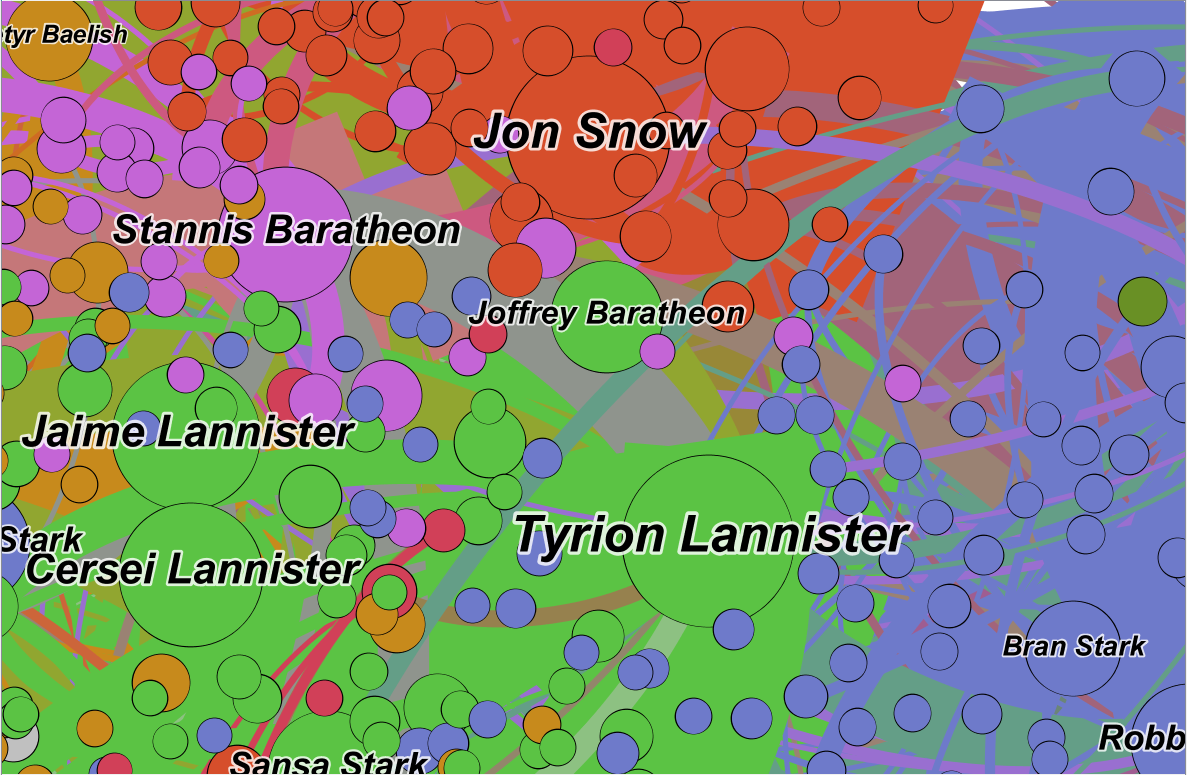 tyr Baelish
Jon Snow
Stannis Baratheon
Joffrey Baratheon
Jaime Lannister
Tyrion Lannister
Stark
Cersei Lannister
Bran Stark
Robb
Sansa Stark